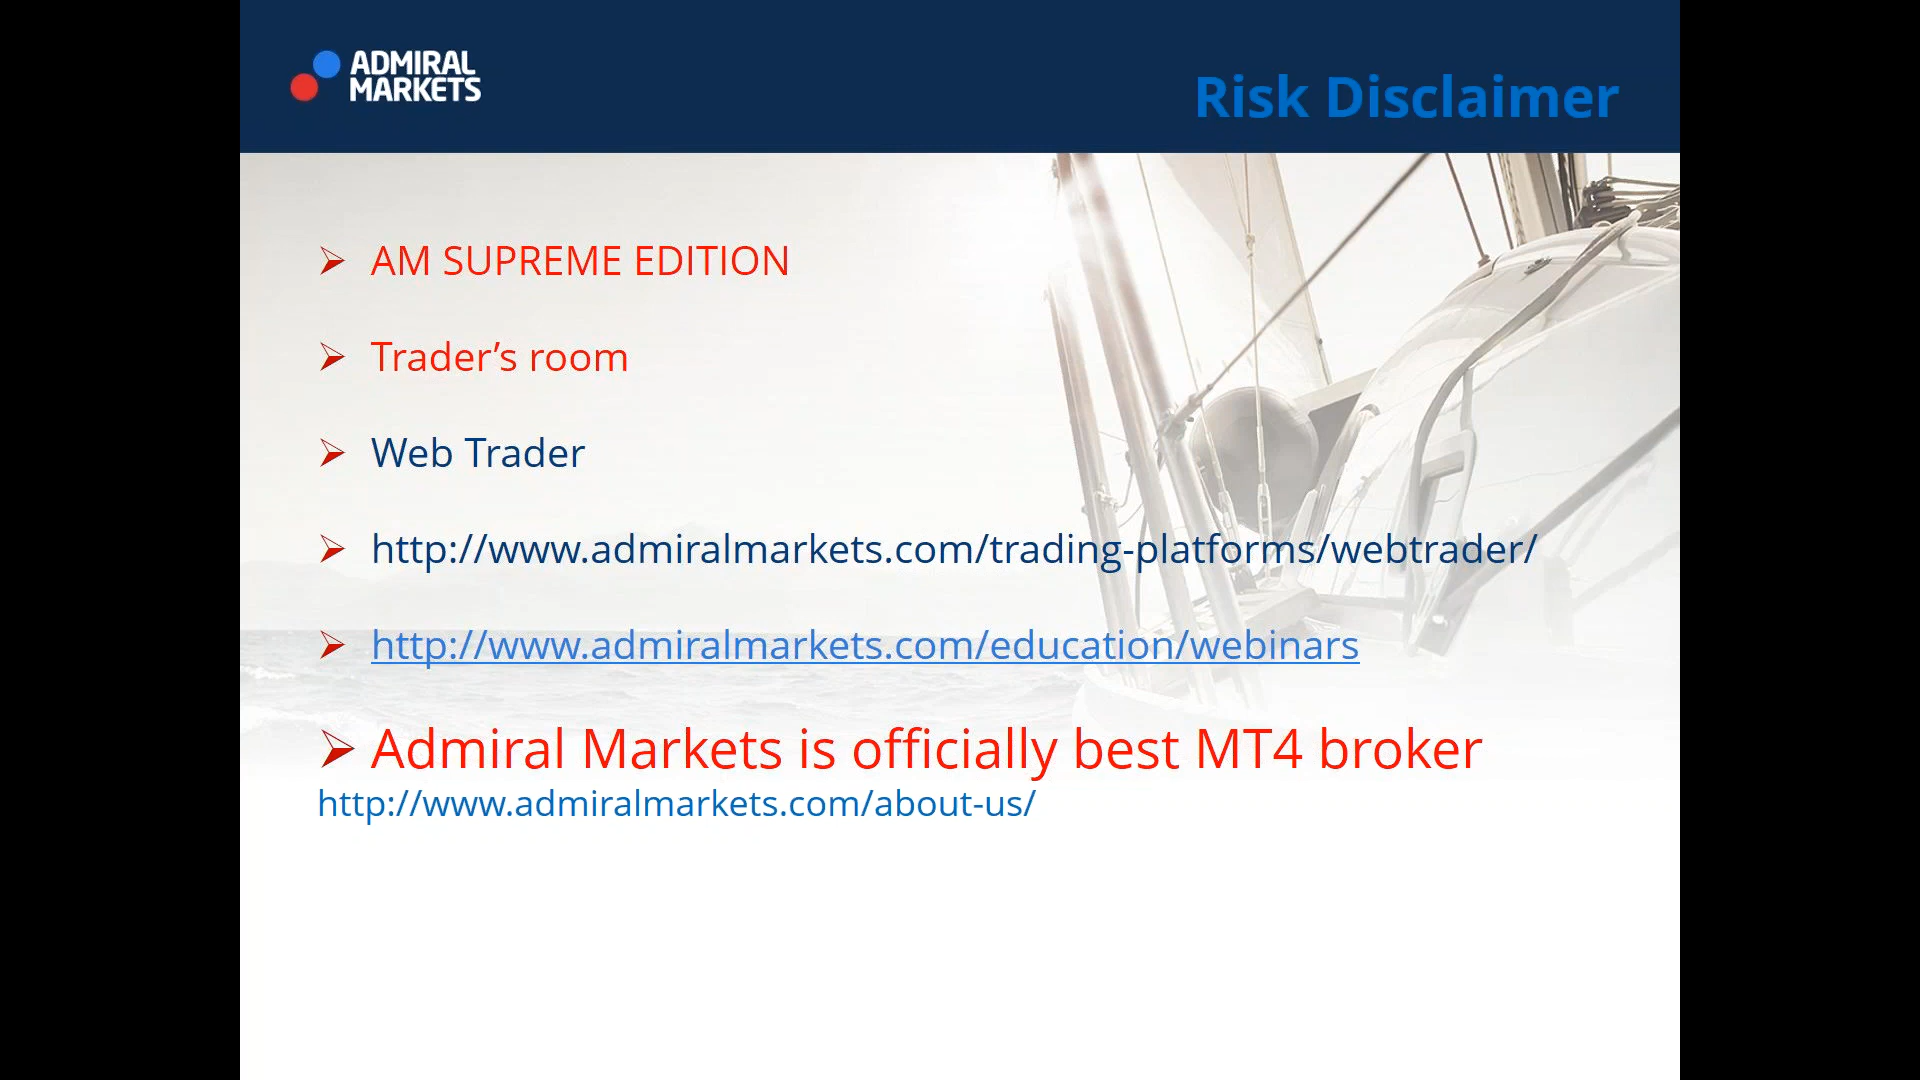 ADMIRAL
MARKETS
Risk Disclaimer
AM SUPREME EDITION
Trader’s room
Web Trader
http://www.admiralmarkets.com/trading-platforms/webtrader/
http://www.admiralmarkets.com/education/webinars
Admiral Markets is officially best MT4 broker
http://www.admiralmarkets.com/about-us/